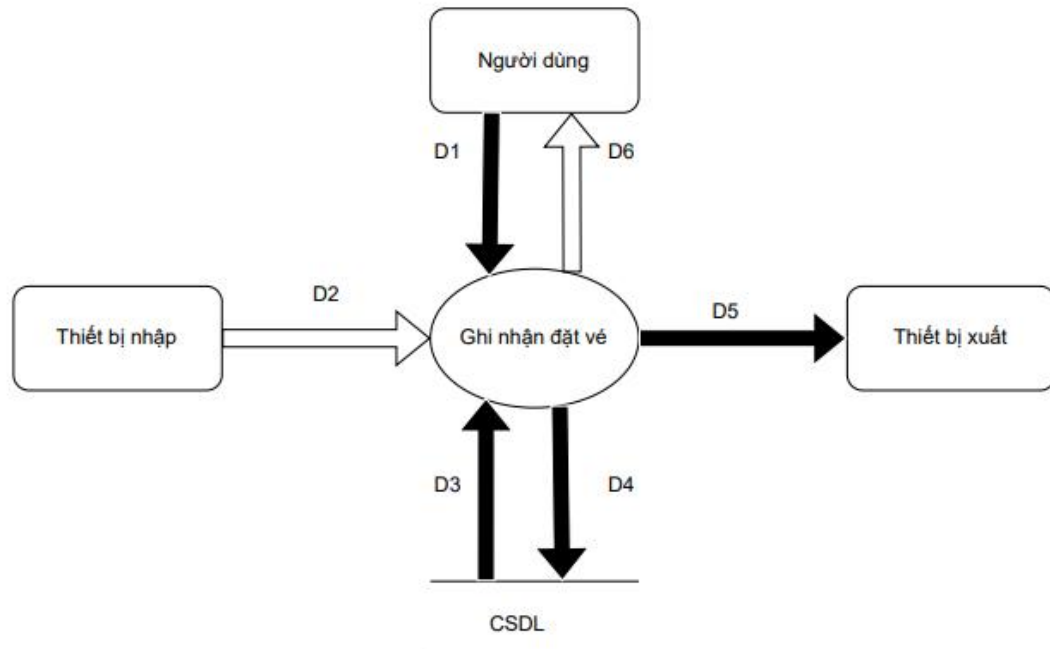 Người dùng
D1
D6
D2
D5
Thiết bị nhập
Ghi nhận đặt vé
Thiết bị xuất
D3
D4
CSDL